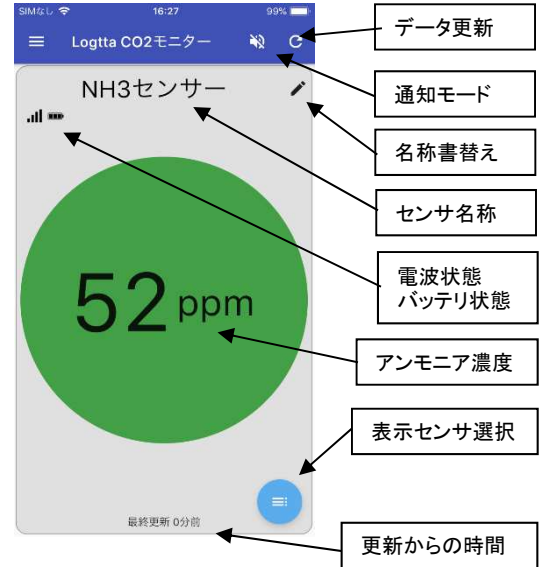 SIMなし 16:27 99%
データ更新
Logtta CO2モニター
通知モード
NH3センサー
名称書替え
センサ名称
電波状態
バッテリ状態
52 ppm
アンモニア濃度
表示センサ選択
最終更新 0分前
更新からの時間